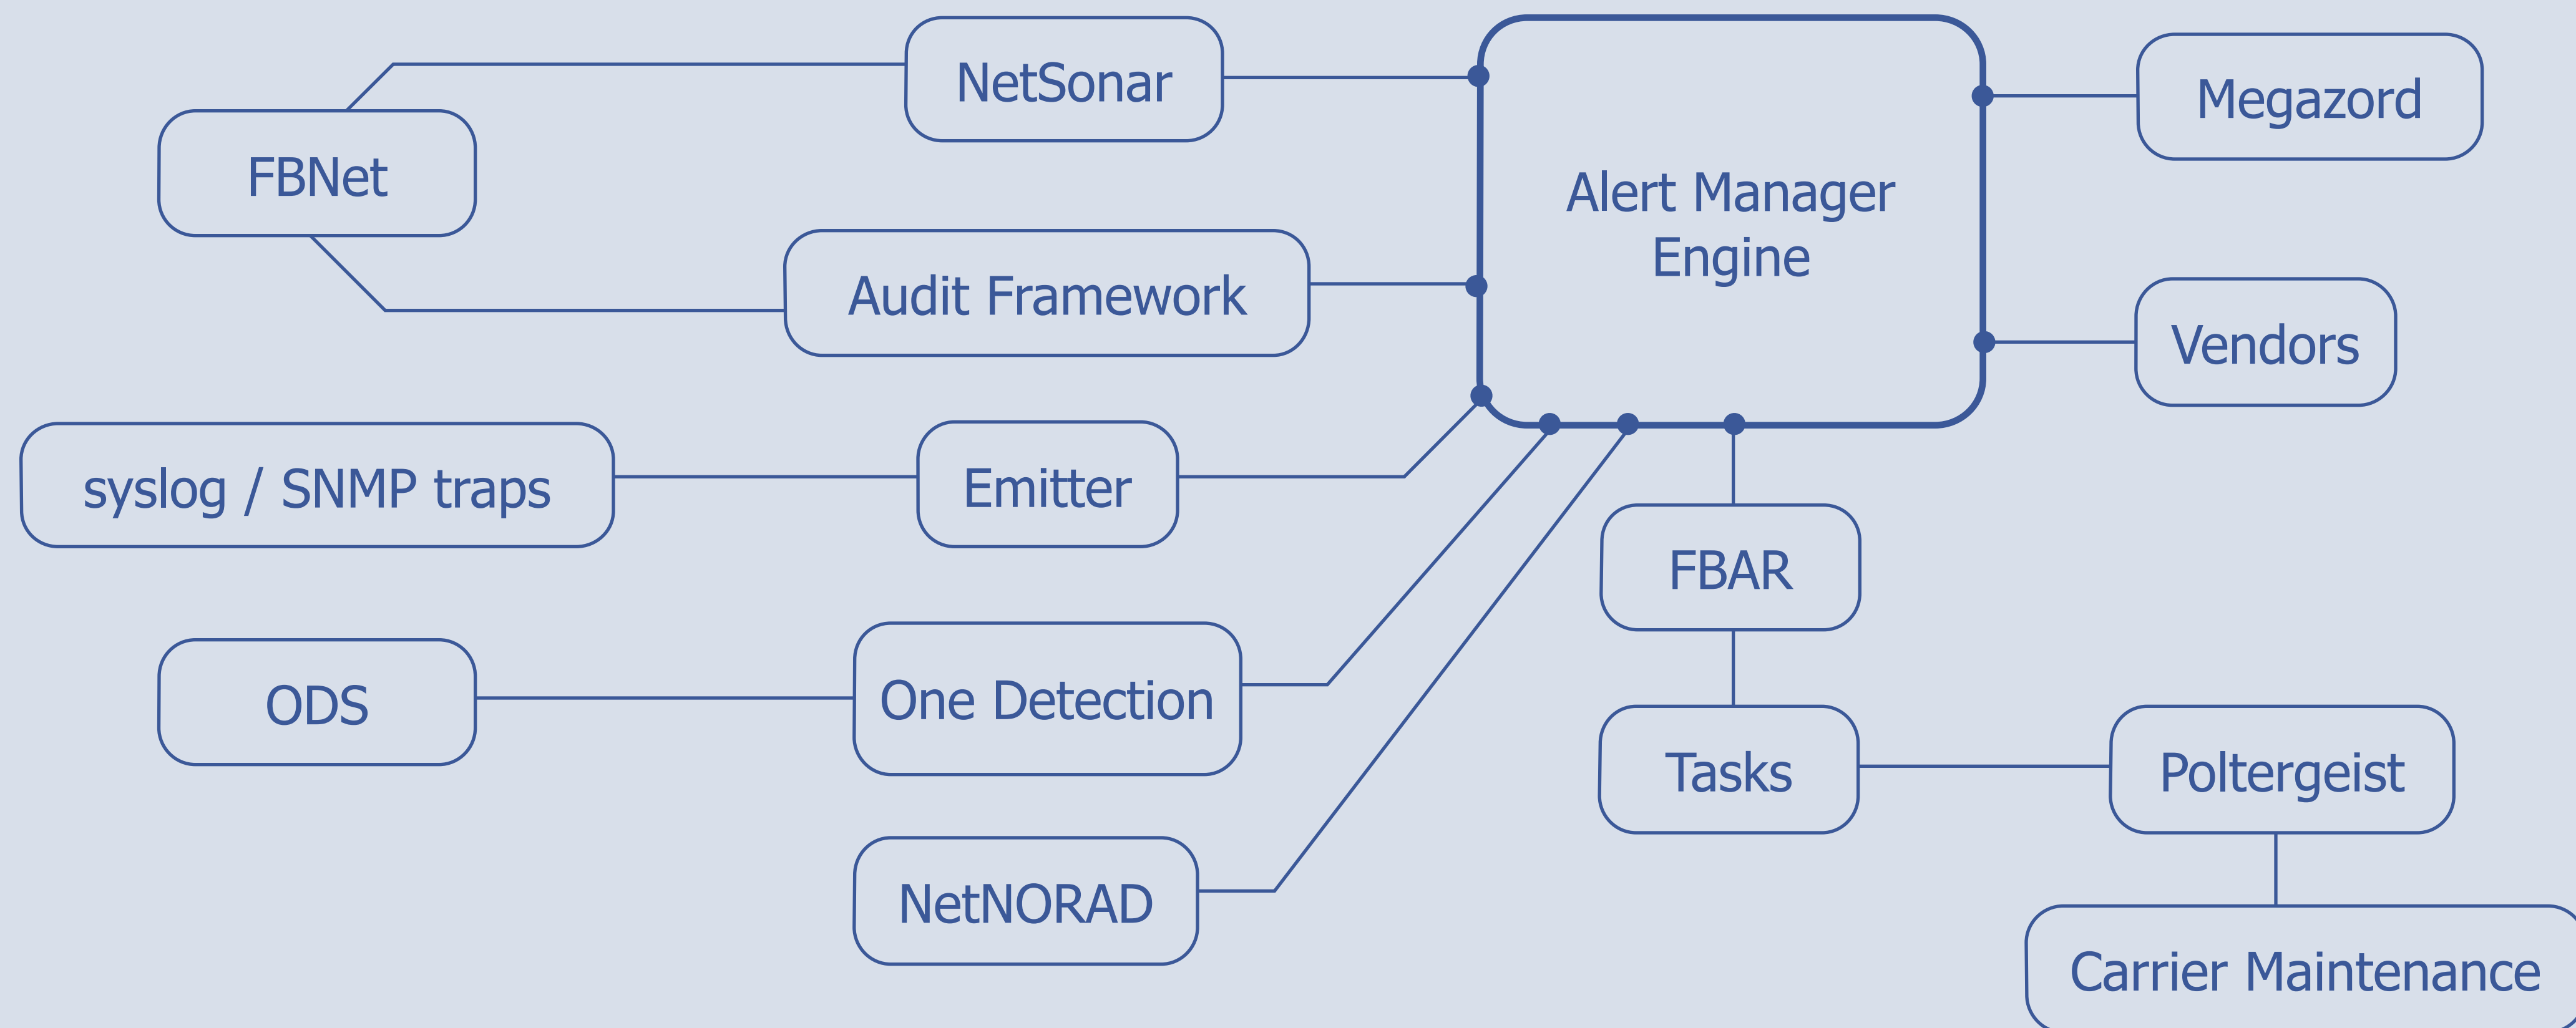 NetSonar
Megazord
FBNet
Alert Manager
Engine
Audit Framework
Vendors
syslog / SNMP traps
Emitter
FBAR
ODS
One Detection
Tasks
Poltergeist
NetNORAD
Carrier Maintenance